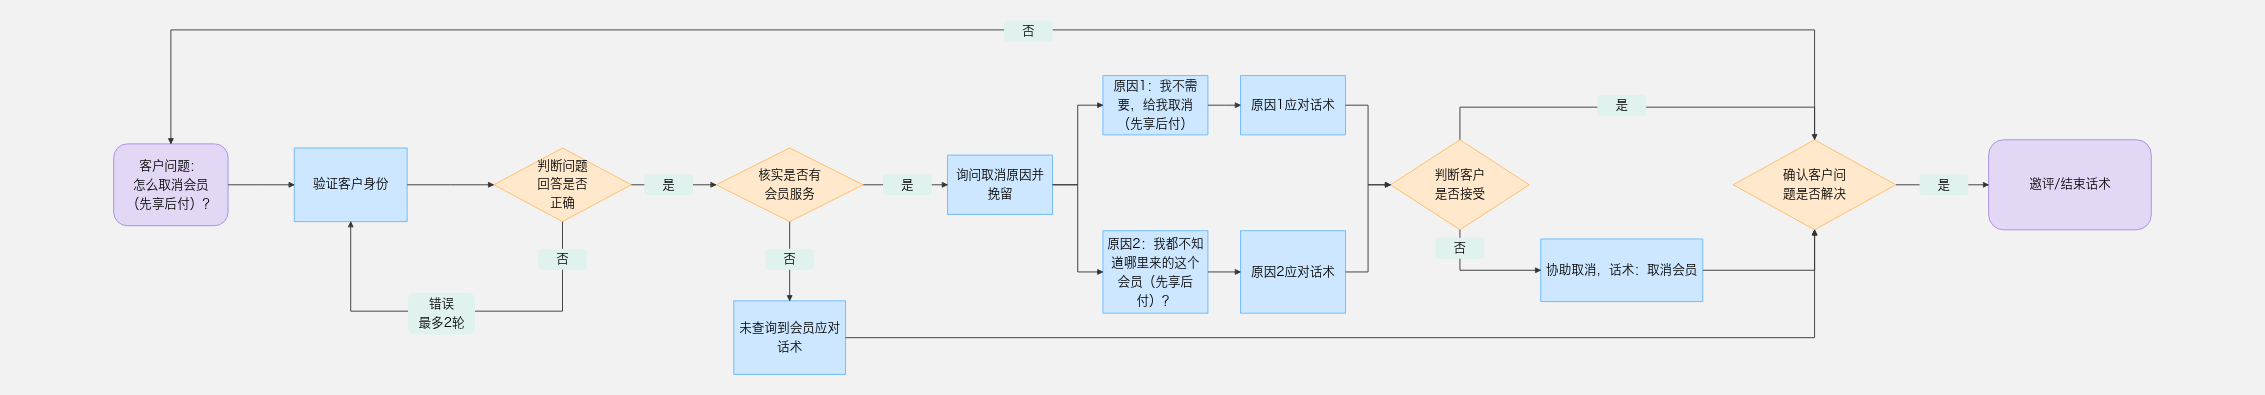 否
客户问题：
怎么取消会员
（先享后付）？
验证客户身份
判断问题
回答是否
正确
是
否
错误
最多2轮
核实是否有
会员服务
是
否
未查询到会员应对
话术
询问取消原因并
挽留
原因1：我不需
要，给我取消
（先享后付）
原因1应对话术
原因2：我都不知
道哪里来的这个
会员（先享后
付）？
原因2应对话术
判断客户
是否接受
是
否
协助取消，话术：取消会员
确认客户问
题是否解决
是
邀评/结束话术